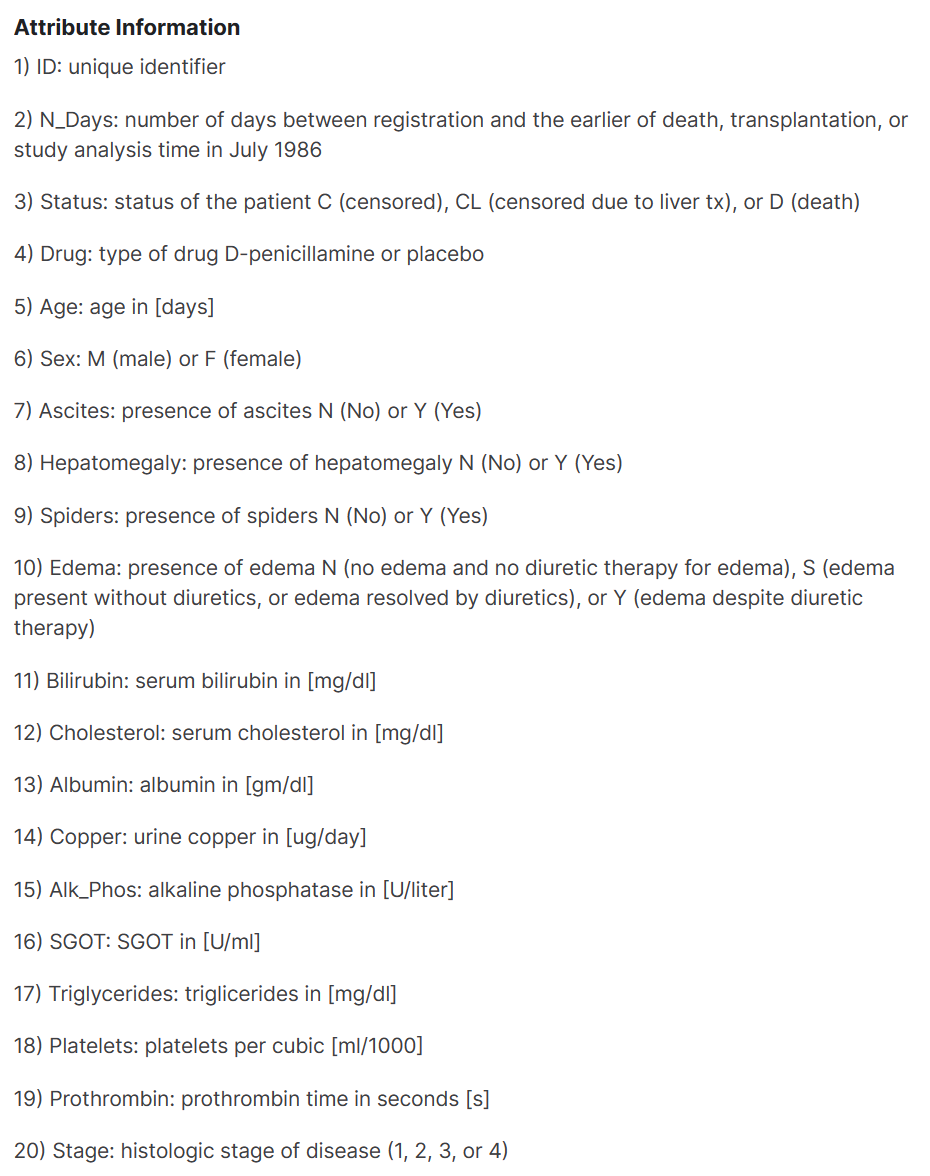 Attribute Information
1) ID: unique identifier
2) N_Days: number of days between registration and the earlier of death, transplantation, or
study analysis time in July 1986
3) Status: status of the patient C (censored), CL (censored due to liver tx), or D (death)
4) Drug: type of drug D-penicillamine or placebo
5) Age: age in [days]
6) Sex: M (male) or F (female)
7) Ascites: presence of ascites N (No) or Y (Yes)
8) Hepatomegaly: presence of hepatomegaly N (No) or Y (Yes)
9) Spiders: presence of spiders N (No) or Y (Yes)
10) Edema: presence of edema N (no edema and no diuretic therapy for edema), S (edema
present without diuretics, or edema resolved by diuretics), or Y (edema despite diuretic
therapy)
11) Bilirubin: serum bilirubin in [mg/dl]
12) Cholesterol: serum cholesterol in [mg/dl]
13) Albumin: albumin in [gm/dl]
14) Copper: urine copper in [ug/day]
15) Alk_Phos: alkaline phosphatase in [U/liter]
16) SGOT: SGOT in [U/ml]
17) Triglycerides: triglicerides in [mg/dl]
18) Platelets: platelets per cubic [ml/1000]
19) Prothrombin: prothrombin time in seconds [s]
20) Stage: histologic stage of disease (1, 2, 3, or 4)